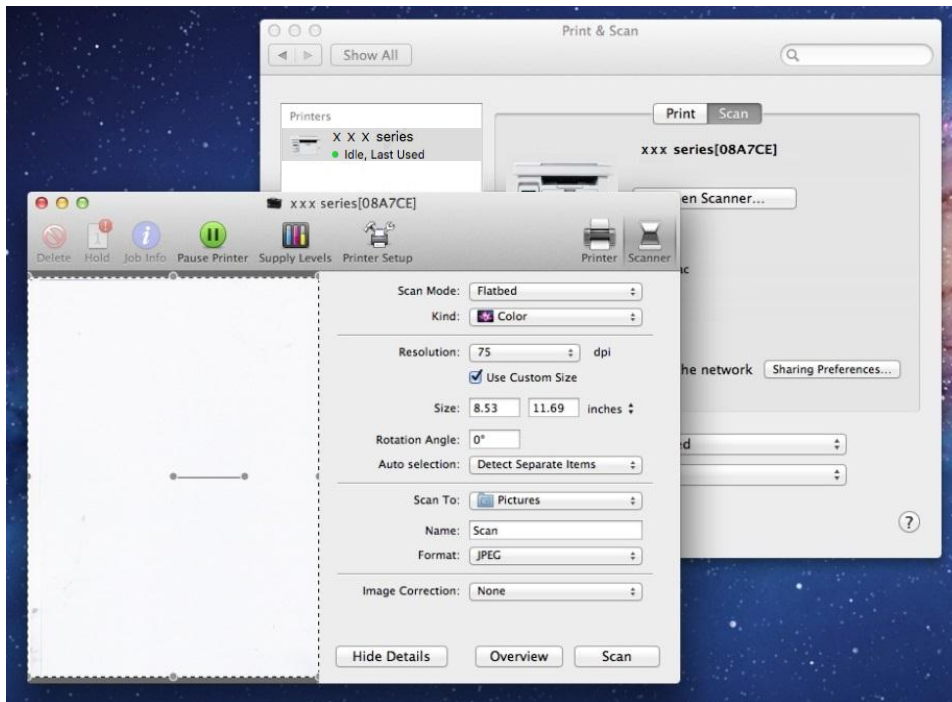 Print & Scan
Show All
Printers
x x x series
Idle, Last Used
Print Scan
xxx series[08A7CE]
en Scanner...
ac
he network Sharing Preferences...
d
?
xxx series[08A7CE]
Delete Hold Job Info Pause Printer Supply Levels Printer Setup Printer Scanner
Scan Mode: Flatbed
Kind: Color
Resolution: 75 dpi
Use Custom Size
Size: 8.53 11.69 inches
Rotation Angle: 0°
Auto selection: Detect Separate Items
Scan To: Pictures
Name: Scan
Format: JPEG
Image Correction: None
Hide Details Overview Scan